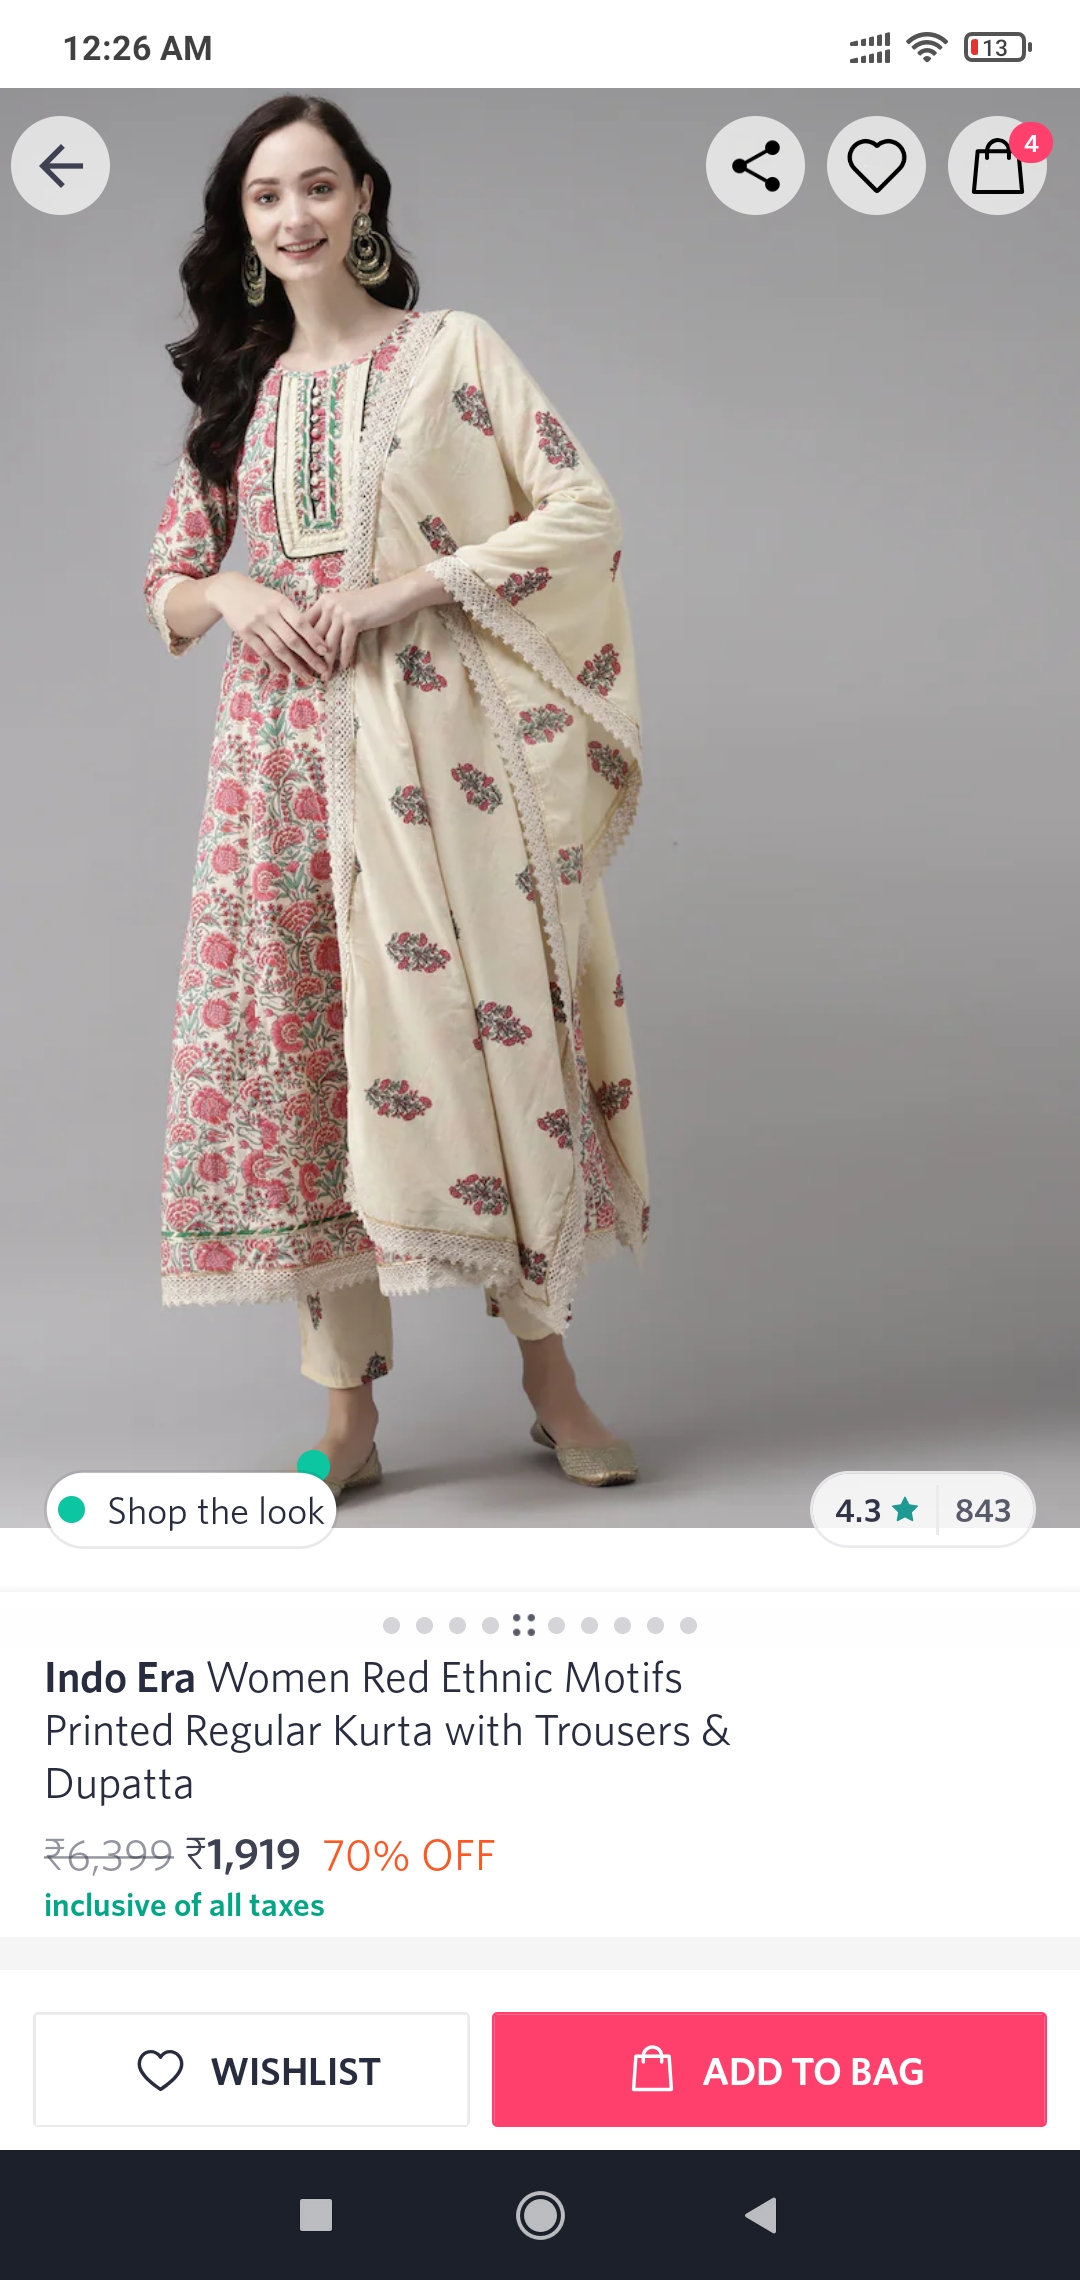 12:26 AM
13
4
Shop the look
4.3 ★ 843
Indo Era Women Red Ethnic Motifs
Printed Regular Kurta with Trousers &
Dupatta
₹6,399 ₹1,919 70% OFF
inclusive of all taxes
WISHLIST
ADD TO BAG